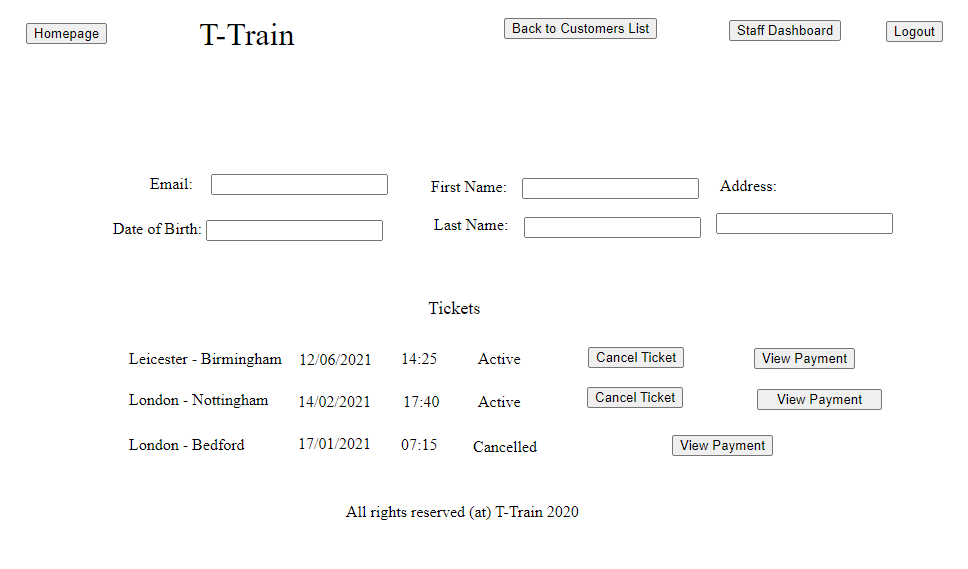 Homepage T-Train Back to Customers List Staff Dashboard Logout
Email: First Name: Address:
Date of Birth: Last Name:
Tickets
Leicester - Birmingham 12/06/2021 14:25 Active Cancel Ticket View Payment
London - Nottingham 14/02/2021 17:40 Active Cancel Ticket View Payment
London - Bedford 17/01/2021 07:15 Cancelled View Payment
All rights reserved (at) T-Train 2020